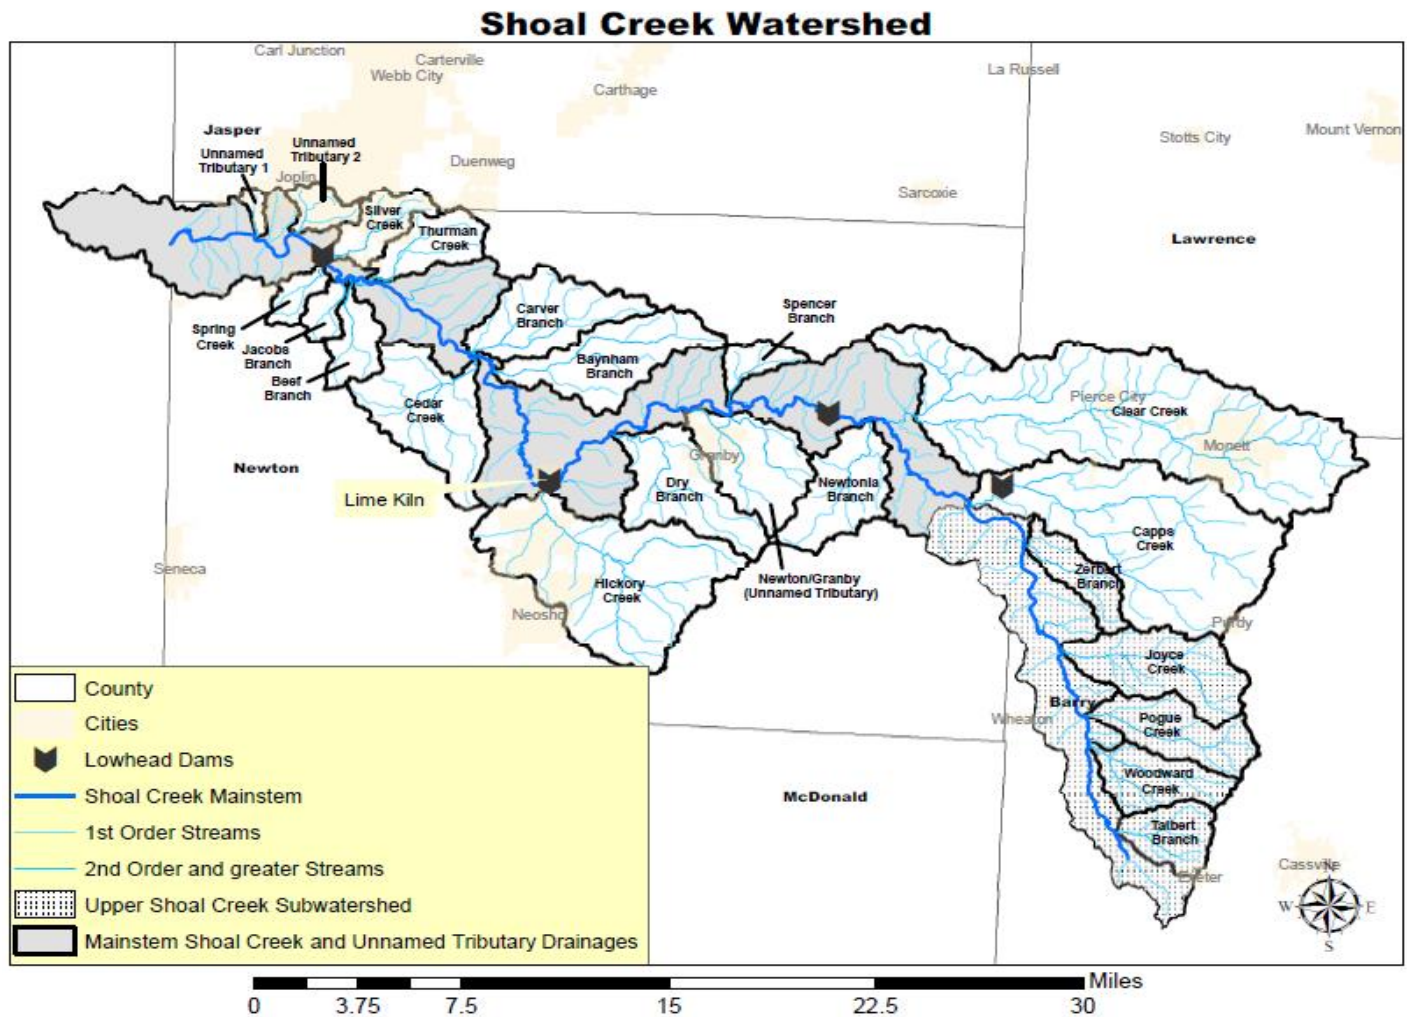 Shoal Creek Watershed
Carl Junction
Carterville
Webb City
Carthage
La Russell
Mount Vernon
Stotts City
Jasper
Unnamed
Tributary 1
Unnamed
Tributary 2
Joplin
Duenweg
Sarcoxie
Silver
Creek
Thurman
Creek
Lawrence
Spring
Creek
Jacobs
Branch
Beef
Branch
Carver
Branch
Baynham
Branch
Spencer
Branch
Cedar
Creek
Pierce City
Clear Creek
Monett
Newton
Lime Kiln
Granby
Dry
Branch
Newtonia
Branch
Capps
Creek
Zerbert
Branch
Seneca
Neosho
Hickory
Creek
Newton/Granby
(Unnamed Tributary)
Purdy
Joyce
Creek
Barry
Wheaton
Pogue
Creek
Woodward
Creek
McDonald
Talbert
Branch
Exeter
Cassville
N
W
E
S
County
Cities
Lowhead Dams
Shoal Creek Mainstem
1st Order Streams
2nd Order and greater Streams
Upper Shoal Creek Subwatershed
Mainstem Shoal Creek and Unnamed Tributary Drainages
Miles
0 3.75 7.5 15 22.5 30